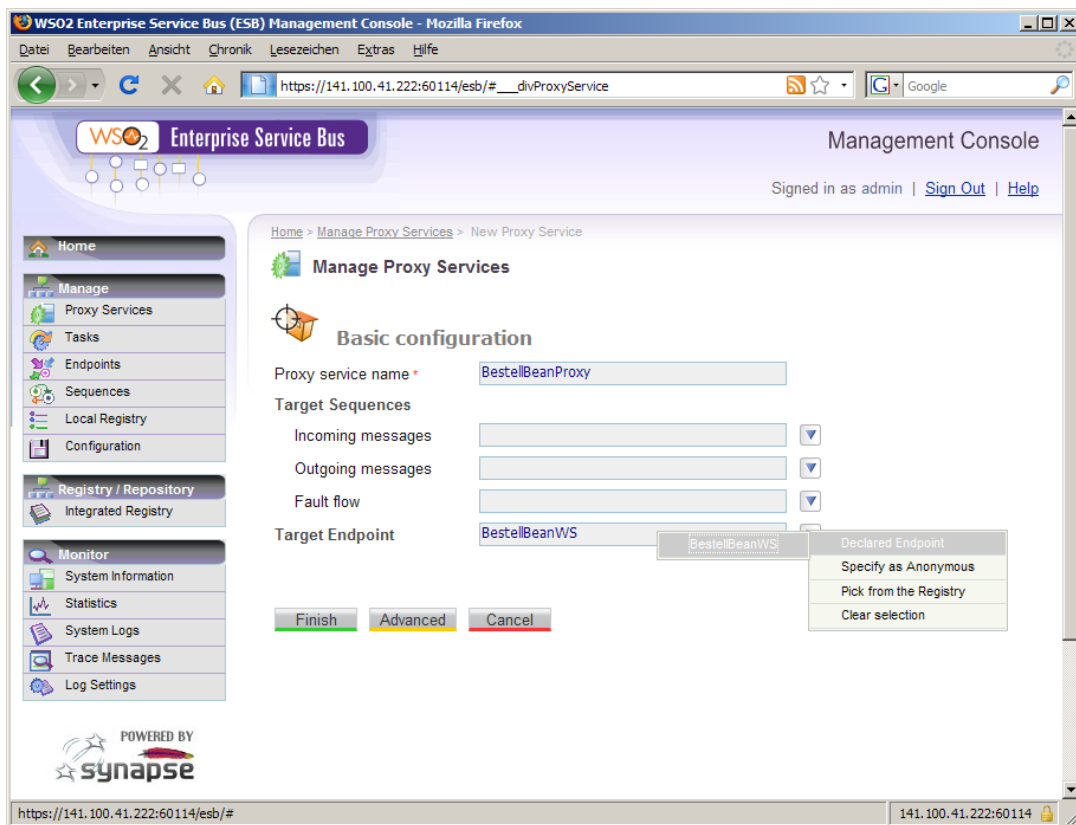 WSO2 Enterprise Service Bus (ESB) Management Console - Mozilla Firefox
Datei Bearbeiten Ansicht Chronik Lesezeichen Extras Hilfe
https://141.100.41.222:60114/esb/#___divProxyService
G Google
WSO2 Enterprise Service Bus
Management Console
Signed in as admin | Sign Out | Help
Home
Manage
Proxy Services
Tasks
Endpoints
Sequences
Local Registry
Configuration
Registry / Repository
Integrated Registry
Monitor
System Information
Statistics
System Logs
Trace Messages
Log Settings
POWERED BY
synapse
Home > Manage Proxy Services > New Proxy Service
Manage Proxy Services
Basic configuration
Proxy service name * BestellBeanProxy
Target Sequences
Incoming messages
Outgoing messages
Fault flow
Target Endpoint BestellBeanWS
BestellBeanWS
Declared Endpoint
Specify as Anonymous
Pick from the Registry
Clear selection
Finish Advanced Cancel
https://141.100.41.222:60114/esb/#
141.100.41.222:60114